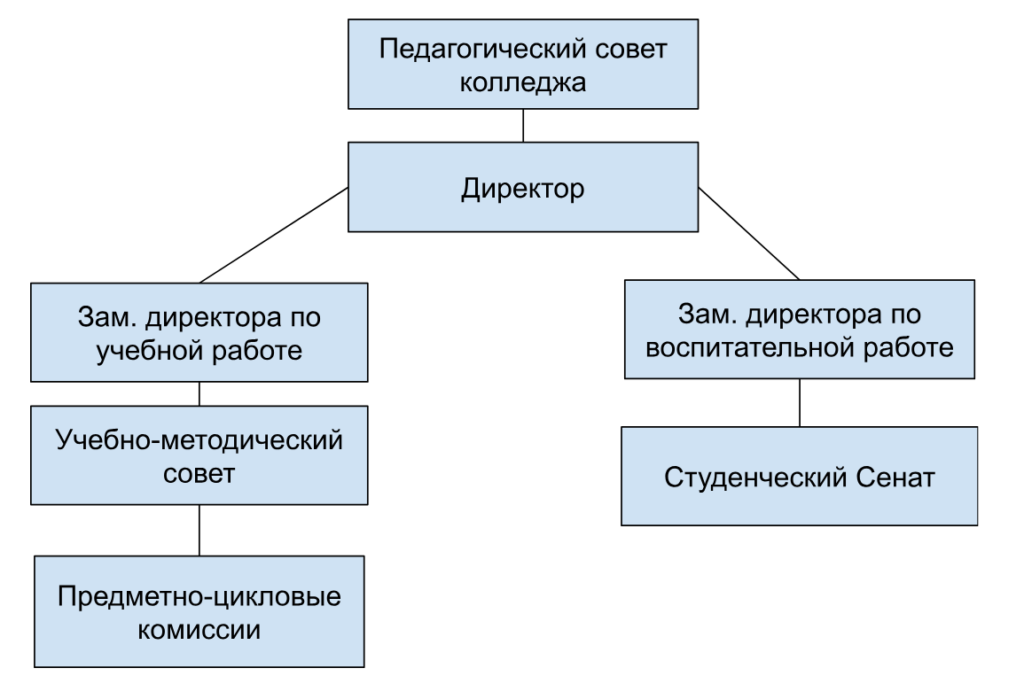 Педагогический совет
колледжа
Директор
Зам. директора по
учебной работе
Зам. директора по
воспитательной работе
Учебно-методический
совет
Студенческий Сенат
Предметно-цикловые
комиссии